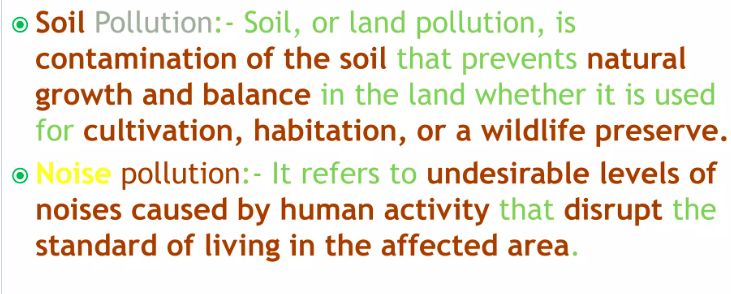 Soil Pollution:- Soil, or land pollution, is
contamination of the soil that prevents natural
growth and balance in the land whether it is used
for cultivation, habitation, or a wildlife preserve.
Noise pollution:- It refers to undesirable levels of
noises caused by human activity that disrupt the
standard of living in the affected area.